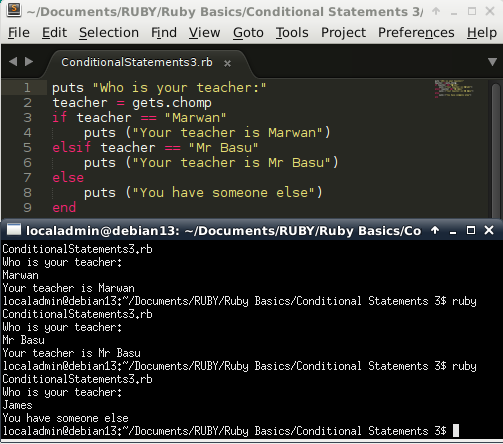 ~/Documents/RUBY/Ruby Basics/Conditional Statements 3/
File Edit Selection Find View Goto Tools Project Preferences Help
ConditionalStatements3.rb ×
1 puts "Who is your teacher:"
2 teacher = gets.chomp
3 if teacher == "Marwan"
4 puts ("Your teacher is Marwan")
5 elsif teacher == "Mr Basu"
6 puts ("Your teacher is Mr Basu")
7 else
8 puts ("You have someone else")
9 end
localadmin@debian13: ~/Documents/RUBY/Ruby Basics/Co
ConditionalStatements3.rb
Who is your teacher:
Marwan
Your teacher is Marwan
localadmin@debian13:~/Documents/RUBY/Ruby Basics/Conditional Statements 3$ ruby
ConditionalStatements3.rb
Who is your teacher:
Mr Basu
Your teacher is Mr Basu
localadmin@debian13:~/Documents/RUBY/Ruby Basics/Conditional Statements 3$ ruby
ConditionalStatements3.rb
Who is your teacher:
James
You have someone else
localadmin@debian13:~/Documents/RUBY/Ruby Basics/Conditional Statements 3$